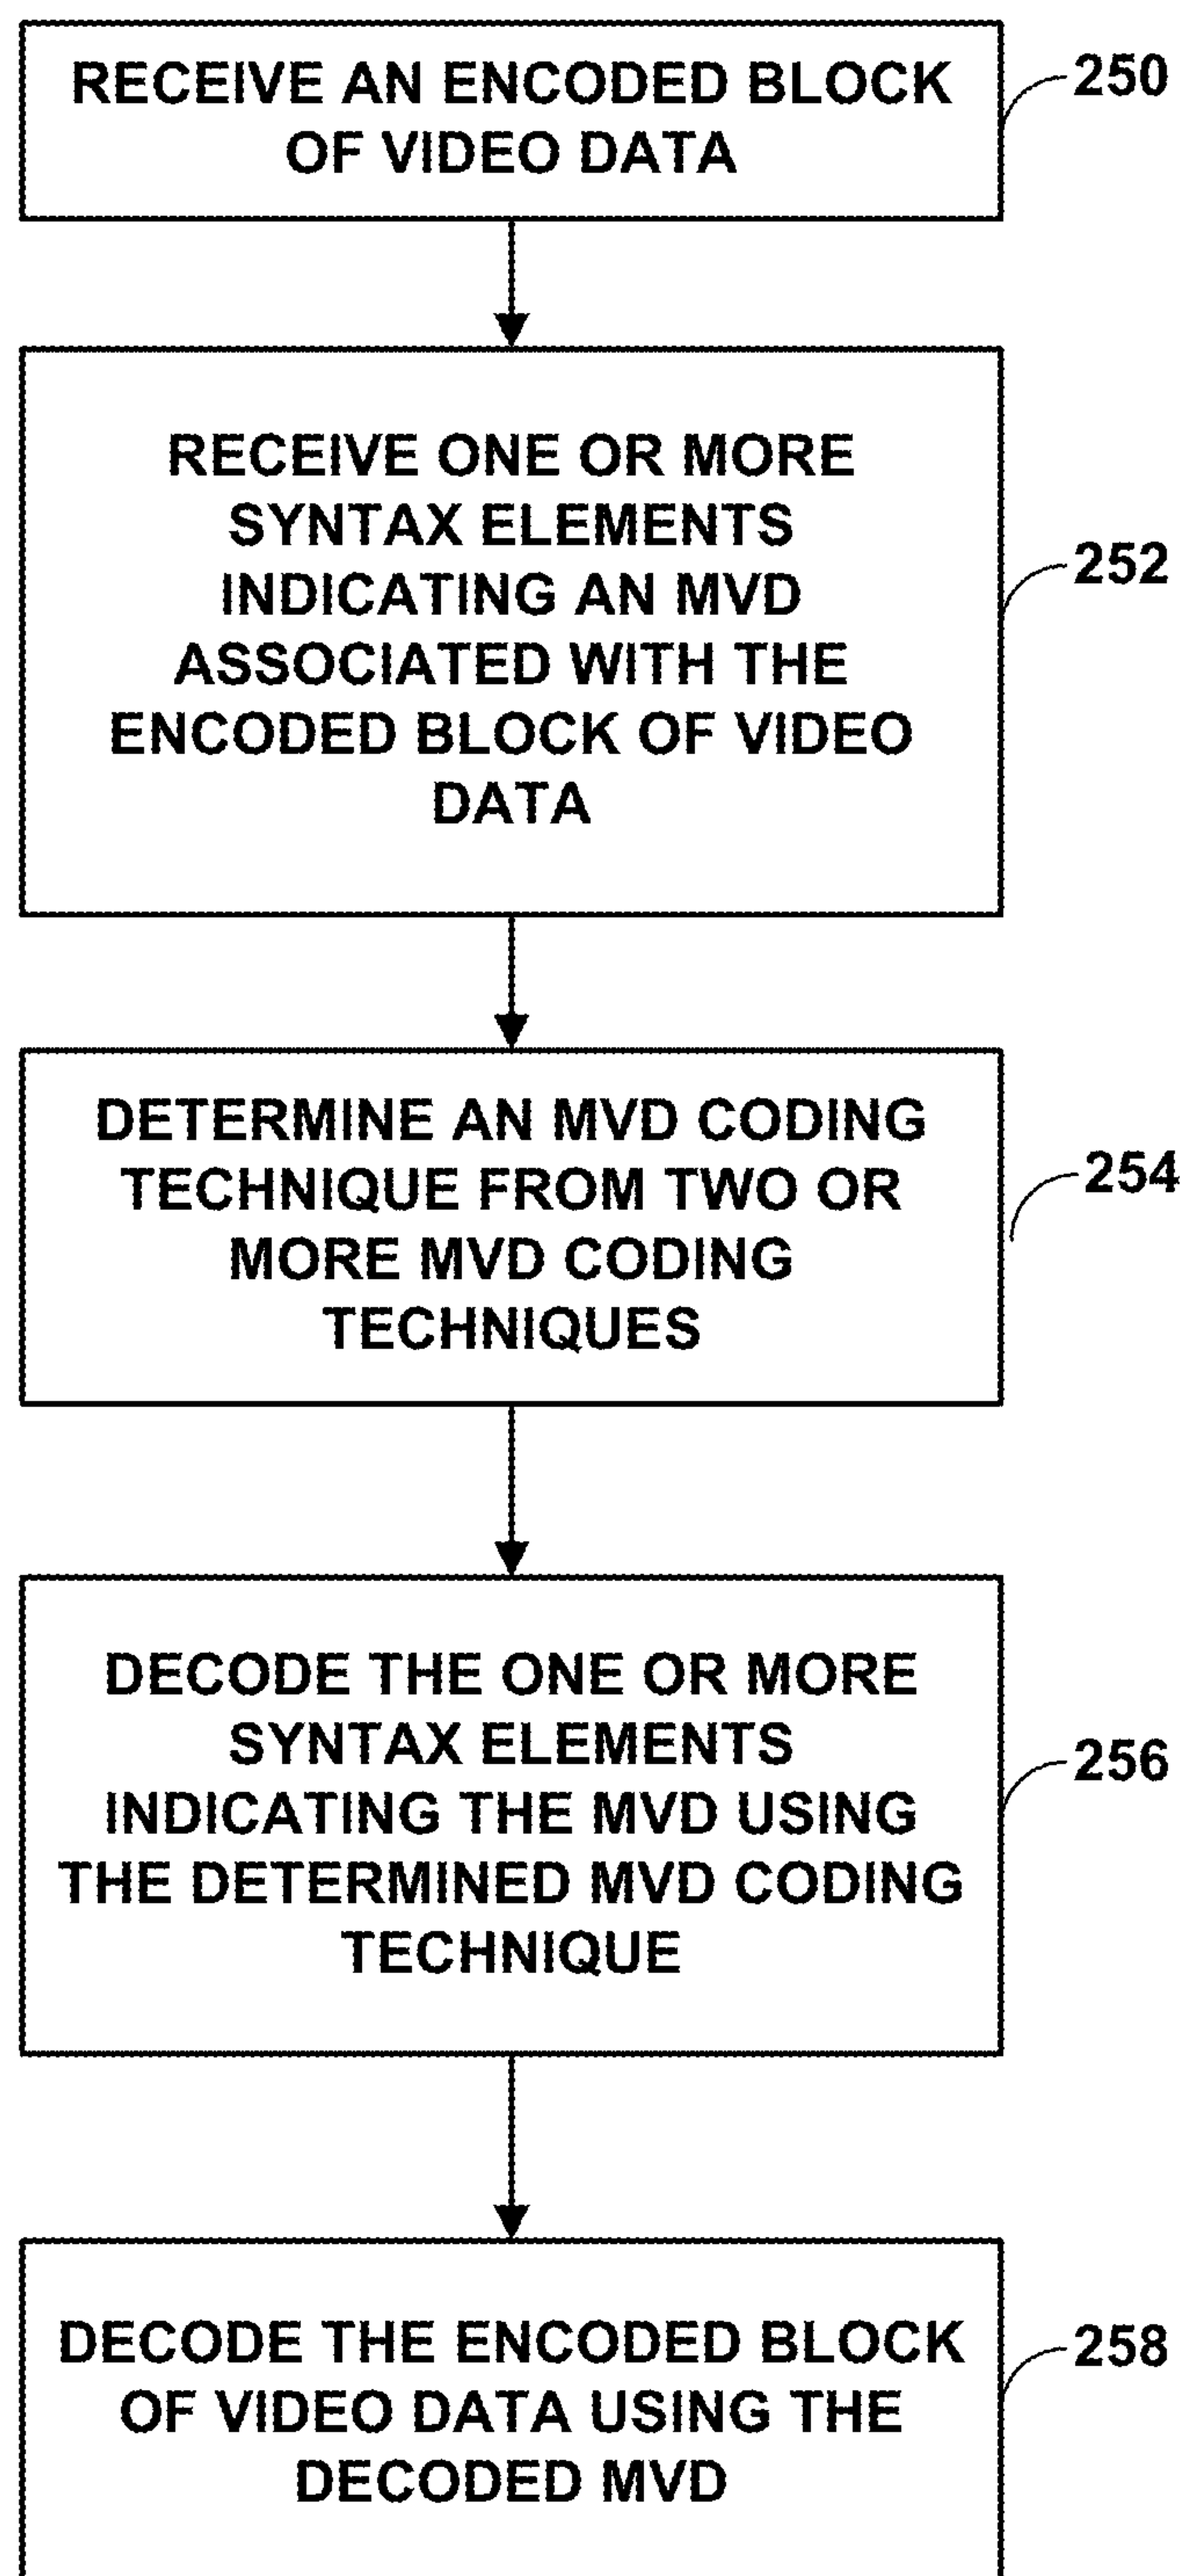 RECEIVE AN ENCODED BLOCK
OF VIDEO DATA
250
RECEIVE ONE OR MORE
SYNTAX ELEMENTS
INDICATING AN MVD
ASSOCIATED WITH THE
ENCODED BLOCK OF VIDEO
DATA
252
DETERMINE AN MVD CODING
TECHNIQUE FROM TWO OR
MORE MVD CODING
TECHNIQUES
254
DECODE THE ONE OR MORE
SYNTAX ELEMENTS
INDICATING THE MVD USING
THE DETERMINED MVD CODING
TECHNIQUE
256
DECODE THE ENCODED BLOCK
OF VIDEO DATA USING THE
DECODED MVD
258